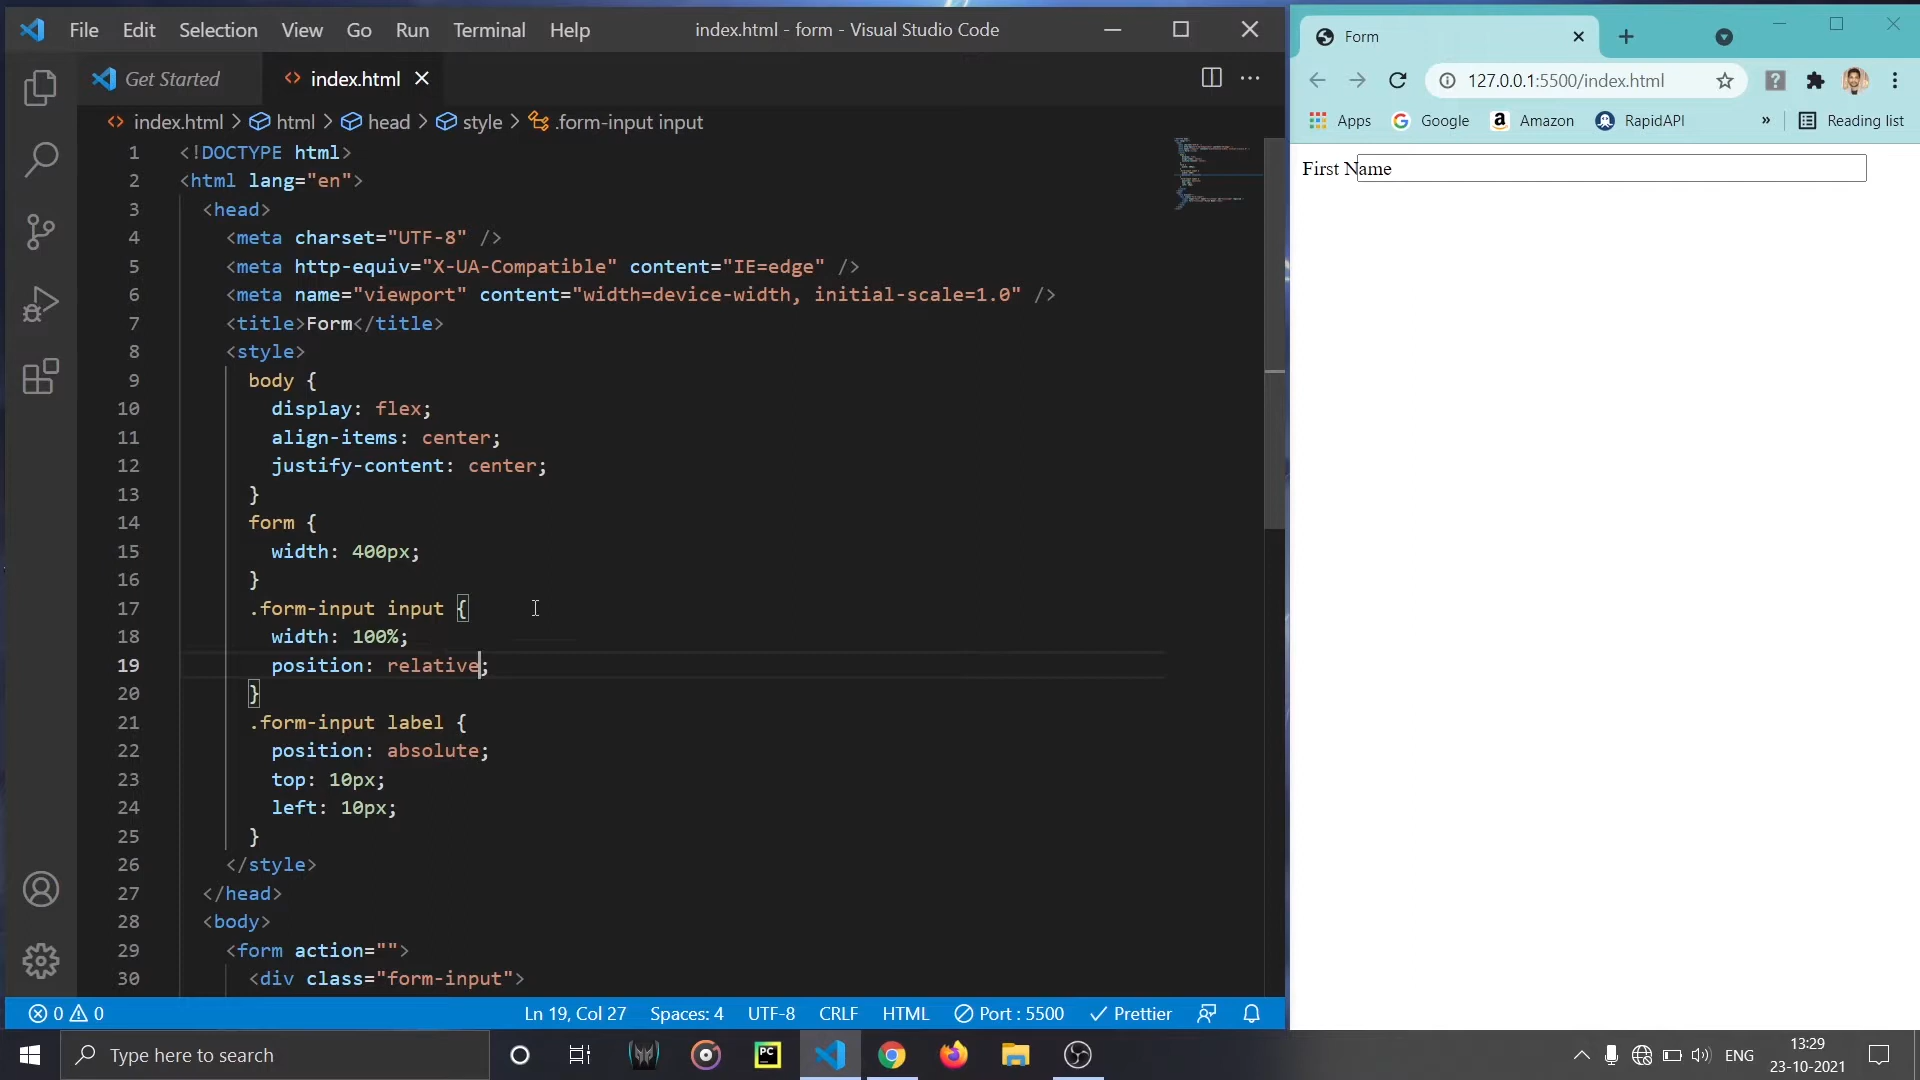 File Edit Selection View Go Run Terminal Help index.html - form - Visual Studio Code
Get Started index.html
index.html > html > head > style > .form-input input
1 <!DOCTYPE html>
2 <html lang="en">
3 <head>
4 <meta charset="UTF-8" />
5 <meta http-equiv="X-UA-Compatible" content="IE=edge" />
6 <meta name="viewport" content="width=device-width, initial-scale=1.0" />
7 <title>Form</title>
8 <style>
9 body {
10 display: flex;
11 align-items: center;
12 justify-content: center;
13 }
14 form {
15 width: 400px;
16 }
17 .form-input input {
18 width: 100%;
19 position: relative;
20 }
21 .form-input label {
22 position: absolute;
23 top: 10px;
24 left: 10px;
25 }
26 </style>
27 </head>
28 <body>
29 <form action="">
30 <div class="form-input">
0 0 Ln 19, Col 27 Spaces: 4 UTF-8 CRLF HTML Port : 5500 Prettier
Form
127.0.0.1:5500/index.html
Apps Google Amazon RapidAPI » Reading list
First Name
Type here to search
PC
ENG
13:29
23-10-2021